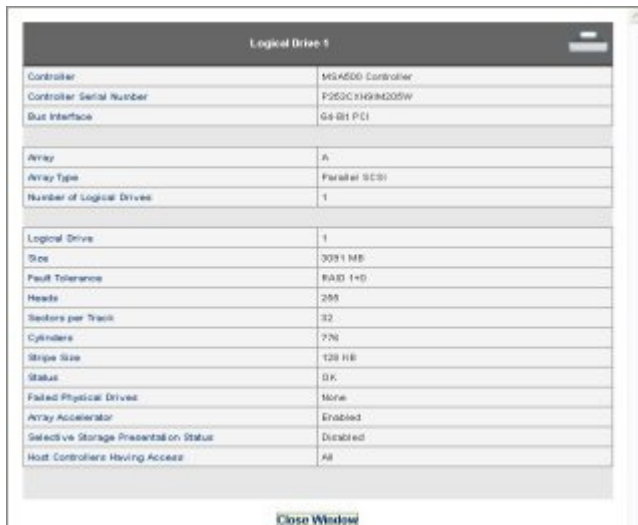 Logical Drive 1
Controller MSA500 Controller
Controller Serial Number
Bus Interface 64-Bit PCI
Array A
Array Type Parallel SCSI
Number of Logical Drives 1
Logical Drive 1
Size 3091 MB
Fault Tolerance RAID 1+0
Heads 255
Sectors per Track 32
Cylinders 776
Stripe Size 128 KB
Status OK
Failed Physical Drives None
Array Accelerator Enabled
Selective Storage Presentation Status Disabled
Host Controllers Having Access All
Close Window